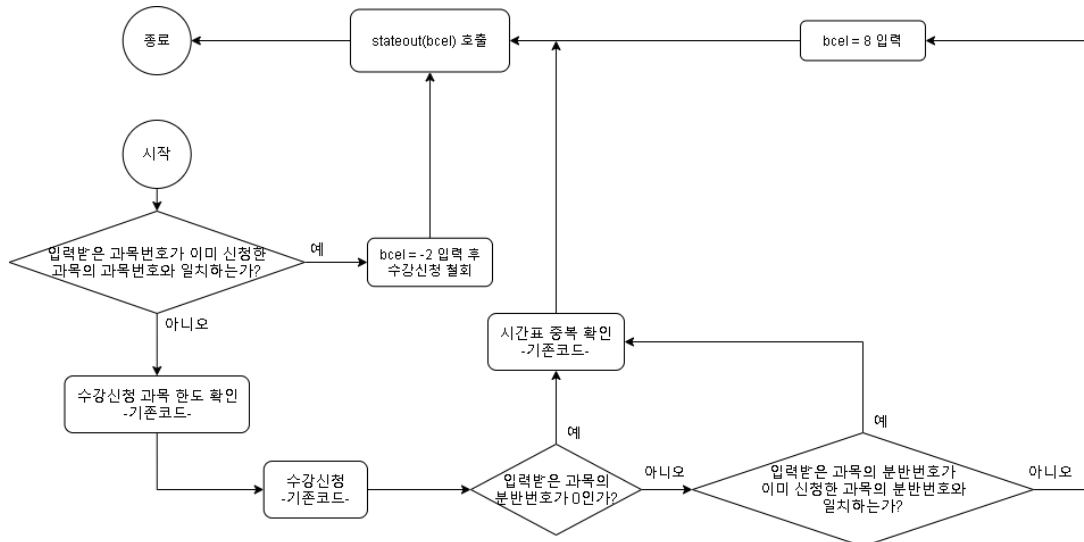 종료
stateout(bcel) 호출
bcel = 8 입력
시작
입력받은 과목번호가 이미 신청한
과목의 과목번호와 일치하는가?
예
bcel = -2 입력 후
수강신청 철회
아니오
시간표 중복 확인
-기존코드-
수강신청 과목 한도 확인
-기존코드-
예
예
수강신청
-기존코드-
입력받은 과목의
분반번호가 0인가?
아니오
입력받은 과목의 분반번호가
이미 신청한 과목의 분반번호와
일치하는가?
아니오